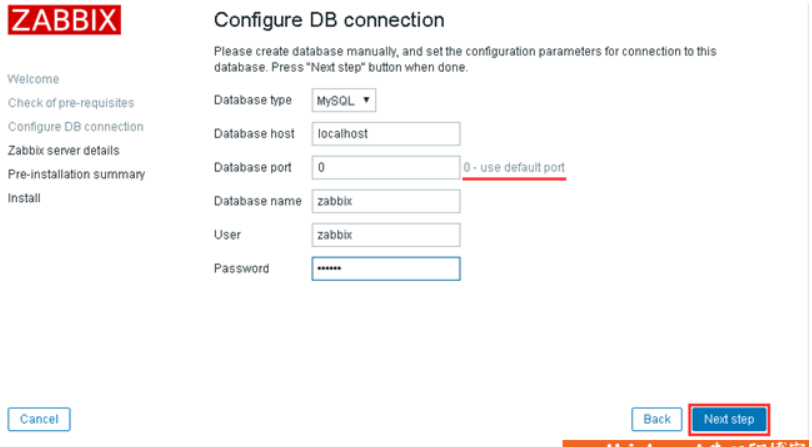 ZABBIX
Welcome
Check of pre-requisites
Configure DB connection
Zabbix server details
Pre-installation summary
Install
Configure DB connection
Please create database manually, and set the configuration parameters for connection to this
database. Press "Next step" button when done.
Database type MySQL
Database host localhost
Database port 0 0 - use default port
Database name zabbix
User zabbix
Password ••••••
Cancel
Back
Next step